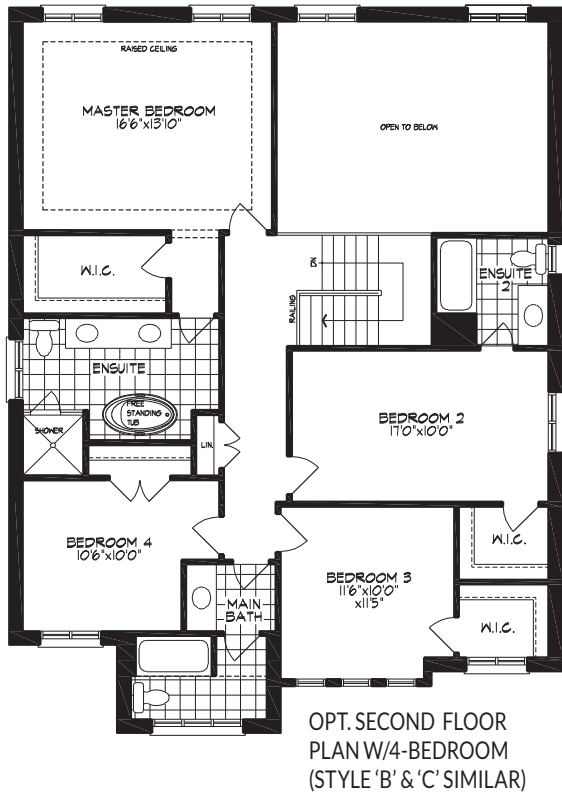 RAISED CEILING
MASTER BEDROOM
16'6"x13'10"
OPEN TO BELOW
W.I.C.
DN
RAILING
ENSUITE
2
ENSUITE
FREE
STANDING
TUB
SHOWER
LIN.
BEDROOM 2
17'0"x10'0"
W.I.C.
BEDROOM 4
10'6"x10'0"
BEDROOM 3
11'6"x10'0"
x11'5"
MAIN
BATH
W.I.C.
OPT. SECOND FLOOR
PLAN W/4-BEDROOM
(STYLE ‘B’ & ‘C’ SIMILAR)